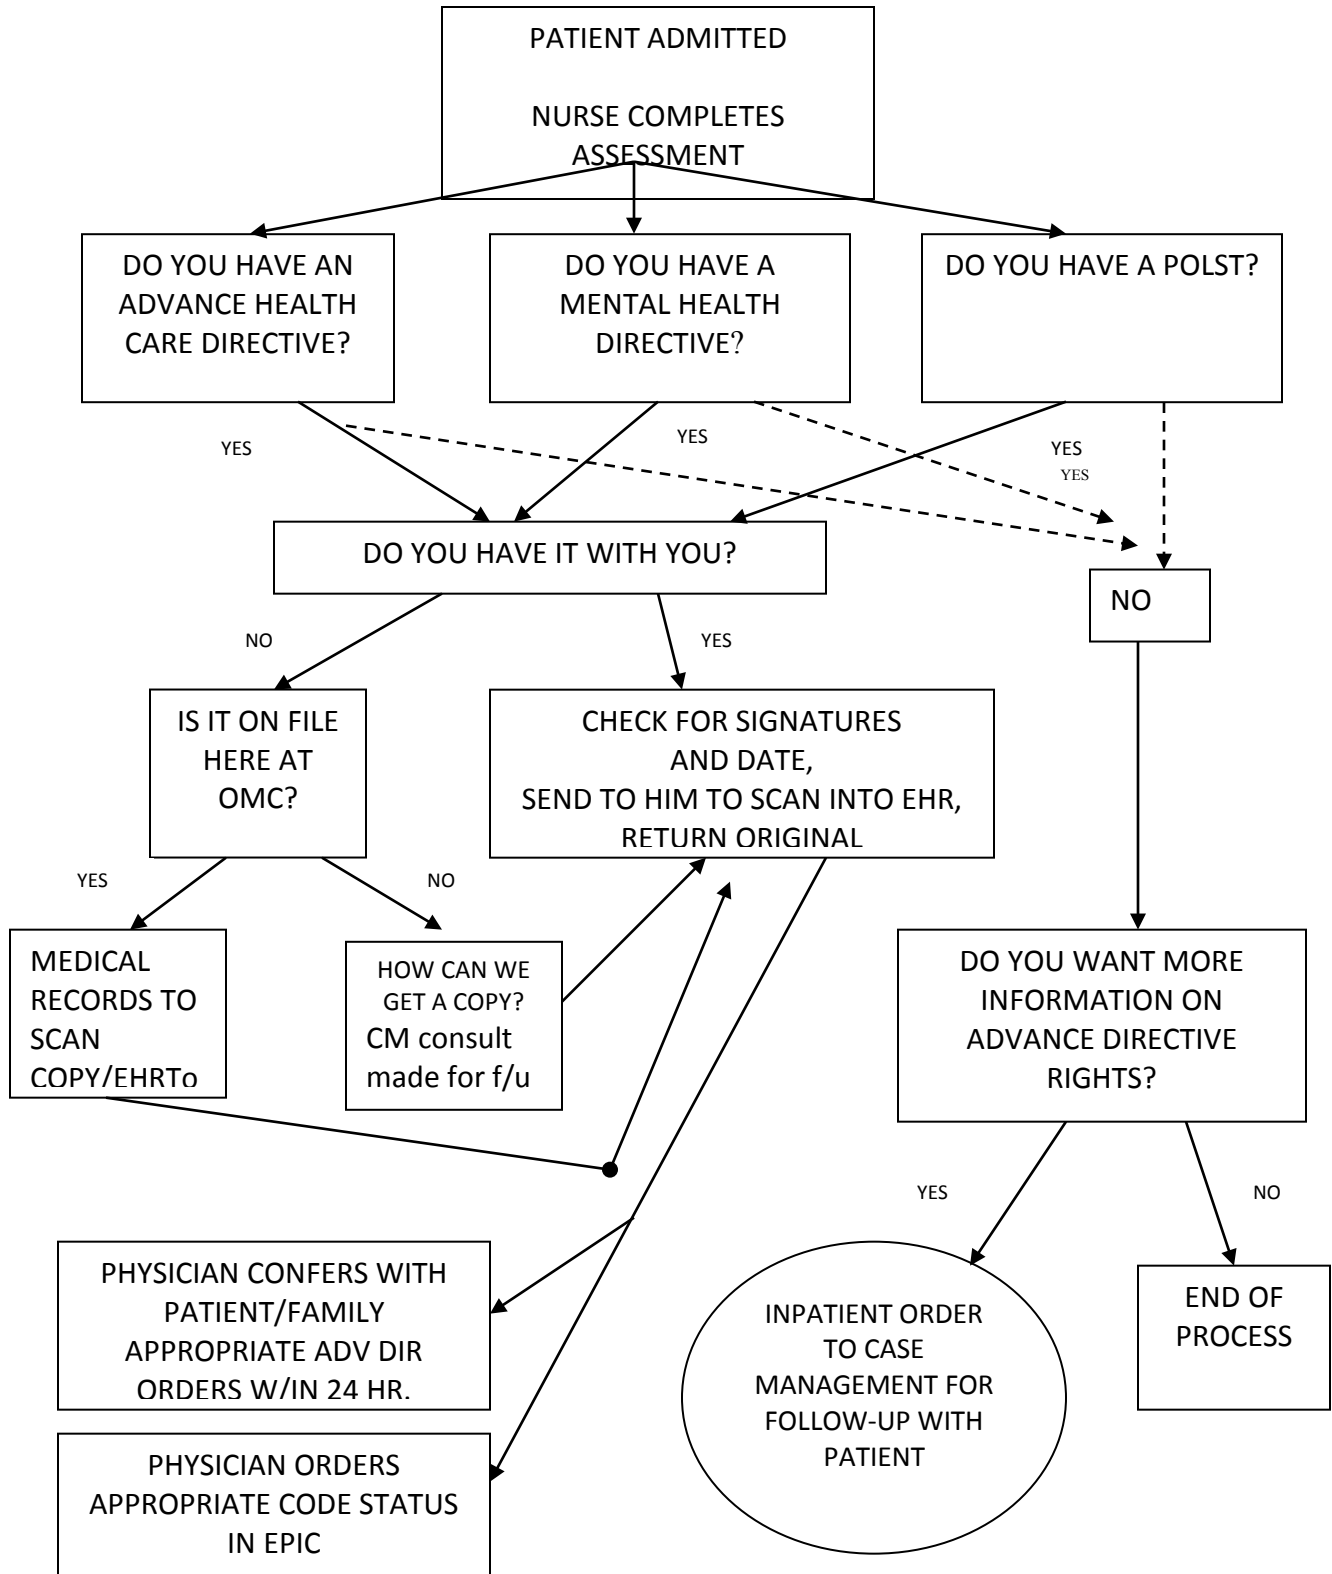 PATIENT ADMITTED
NURSE COMPLETES
ASSESSMENT
DO YOU HAVE AN
ADVANCE HEALTH
CARE DIRECTIVE?
DO YOU HAVE A
MENTAL HEALTH
DIRECTIVE?
DO YOU HAVE A POLST?
YES
YES
YES
YES
DO YOU HAVE IT WITH YOU?
NO
NO
YES
IS IT ON FILE
HERE AT
OMC?
CHECK FOR SIGNATURES
AND DATE,
SEND TO HIM TO SCAN INTO EHR,
RETURN ORIGINAL
YES
NO
MEDICAL
RECORDS TO
SCAN
COPY/EHRTo
HOW CAN WE
GET A COPY?
CM consult
made for f/u
DO YOU WANT MORE
INFORMATION ON
ADVANCE DIRECTIVE
RIGHTS?
YES
NO
PHYSICIAN CONFERS WITH
PATIENT/FAMILY
APPROPRIATE ADV DIR
ORDERS W/IN 24 HR.
INPATIENT ORDER
TO CASE
MANAGEMENT FOR
FOLLOW-UP WITH
PATIENT
END OF
PROCESS
PHYSICIAN ORDERS
APPROPRIATE CODE STATUS
IN EPIC